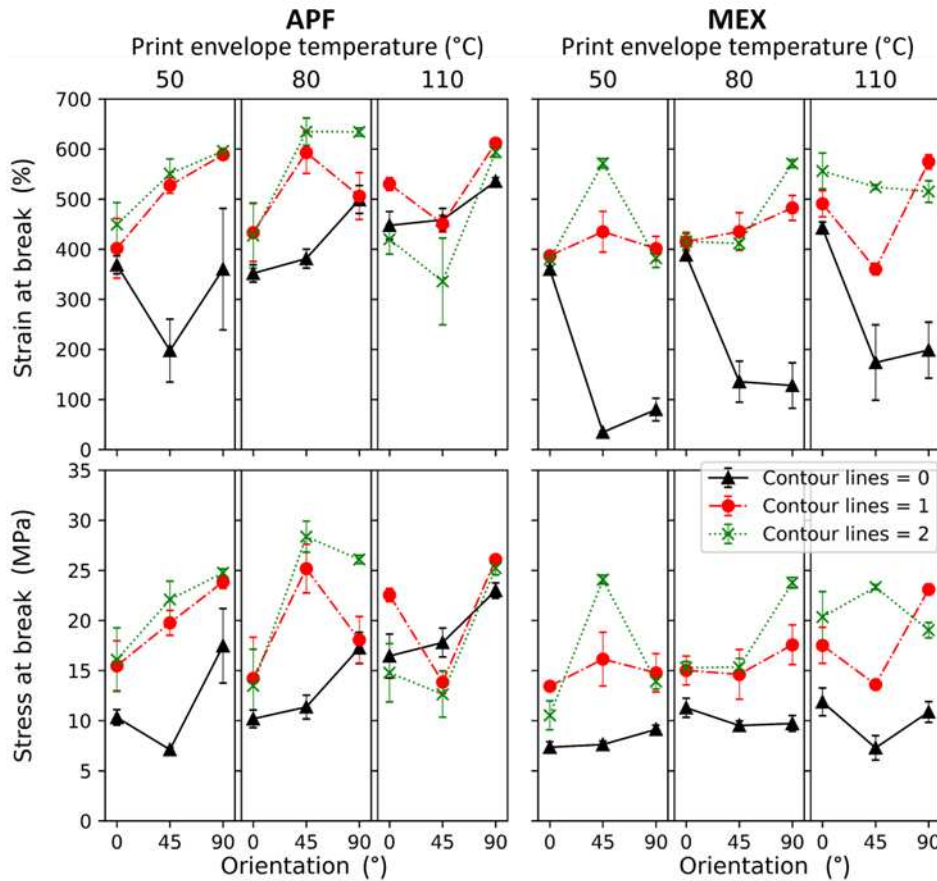 APF MEX
Print envelope temperature (°C) Print envelope temperature (°C)
50 80 110 50 80 110
700
600
500
400
300
200
100
0
Strain at break (%)
35
30
25
20
15
10
5
0
Stress at break (MPa)
Contour lines = 0
Contour lines = 1
Contour lines = 2
0 45 90 0 45 90 0 45 90 0 45 90 0 45 90 0 45 90
Orientation (°) Orientation (°)